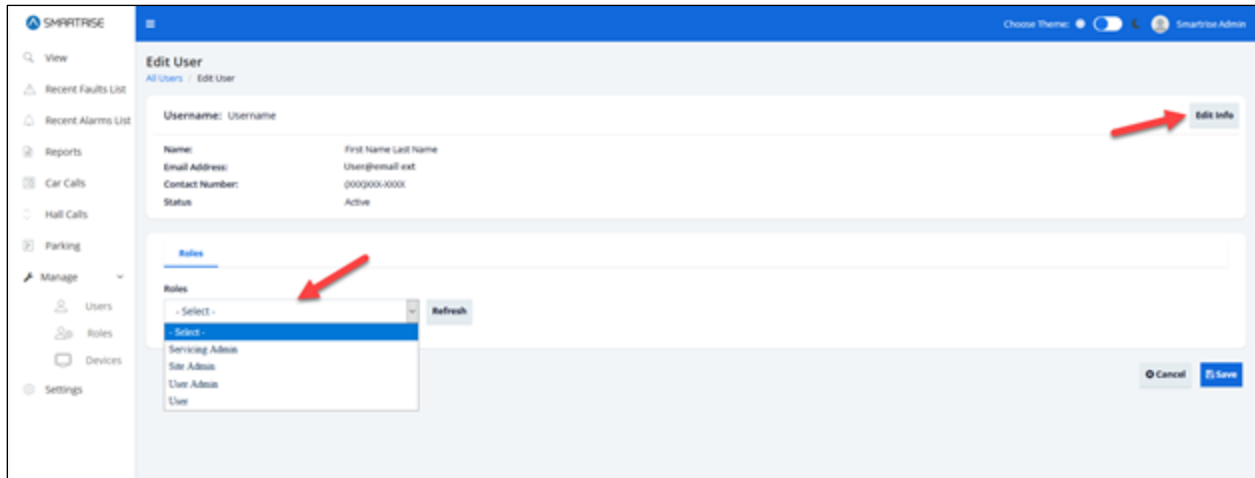 SMARTRISE
Choose Theme:
Smartrise Admin
View
Recent Faults List
Recent Alarms List
Reports
Car Calls
Hall Calls
Parking
Manage
Users
Roles
Devices
Settings
Edit User
All Users / Edit User
Username: Username
Edit Info
Name: First Name Last Name
Email Address: User@email.ext
Contact Number: (XXX)XXX-XXXX
Status Active
Roles
Roles
- Select -
Refresh
- Select -
Servicing Admin
Site Admin
User Admin
User
Cancel
Save